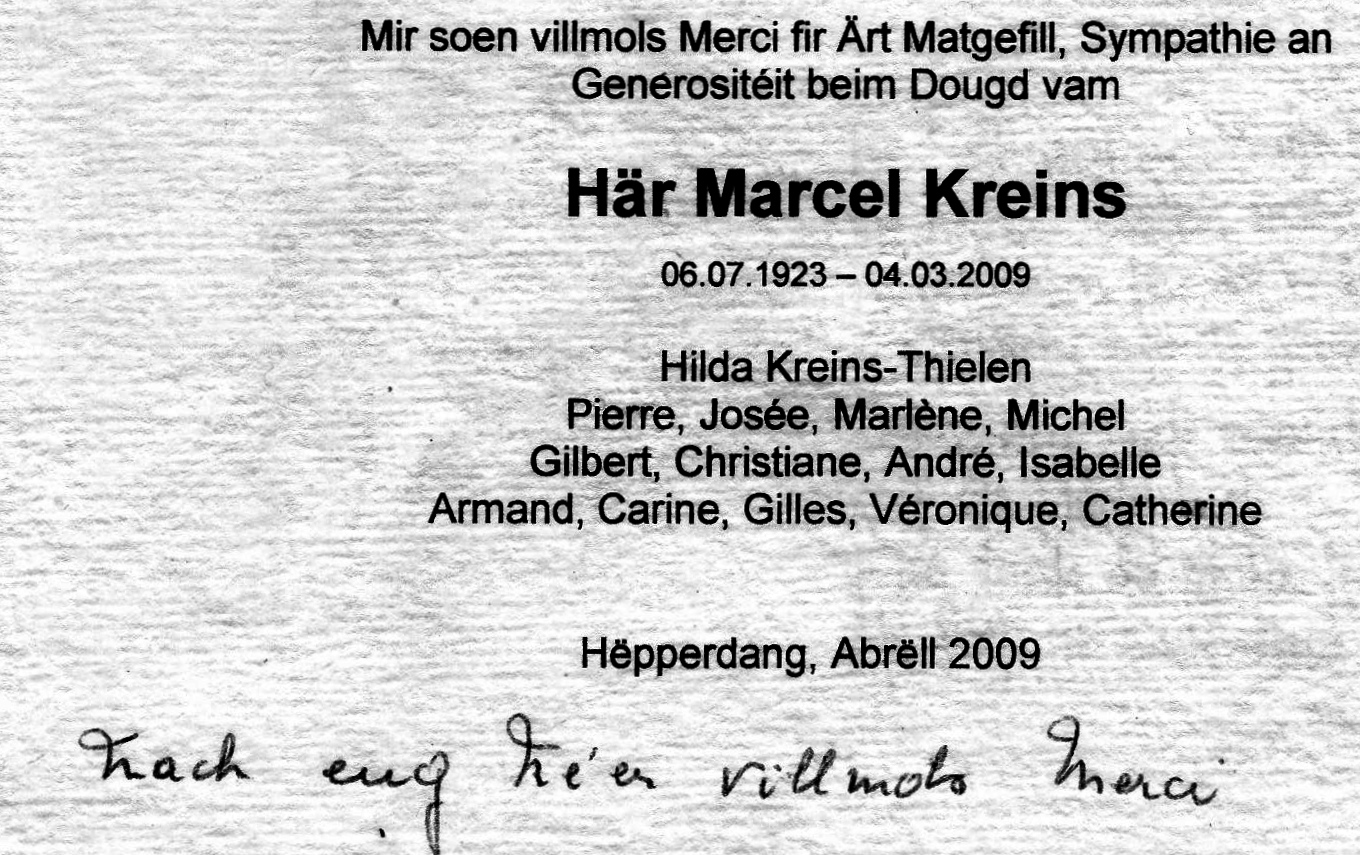 Mir soen villmols Merci fir Ärt Matgefill, Sympathie an
Generositéit beim Dougd vam
Här Marcel Kreins
06.07.1923 – 04.03.2009
Hilda Kreins-Thielen
Pierre, Josée, Marlène, Michel
Gilbert, Christiane, André, Isabelle
Armand, Carine, Gilles, Véronique, Catherine
Hëpperdang, Abrëll 2009
Nach eng Ké'er villmols Merci